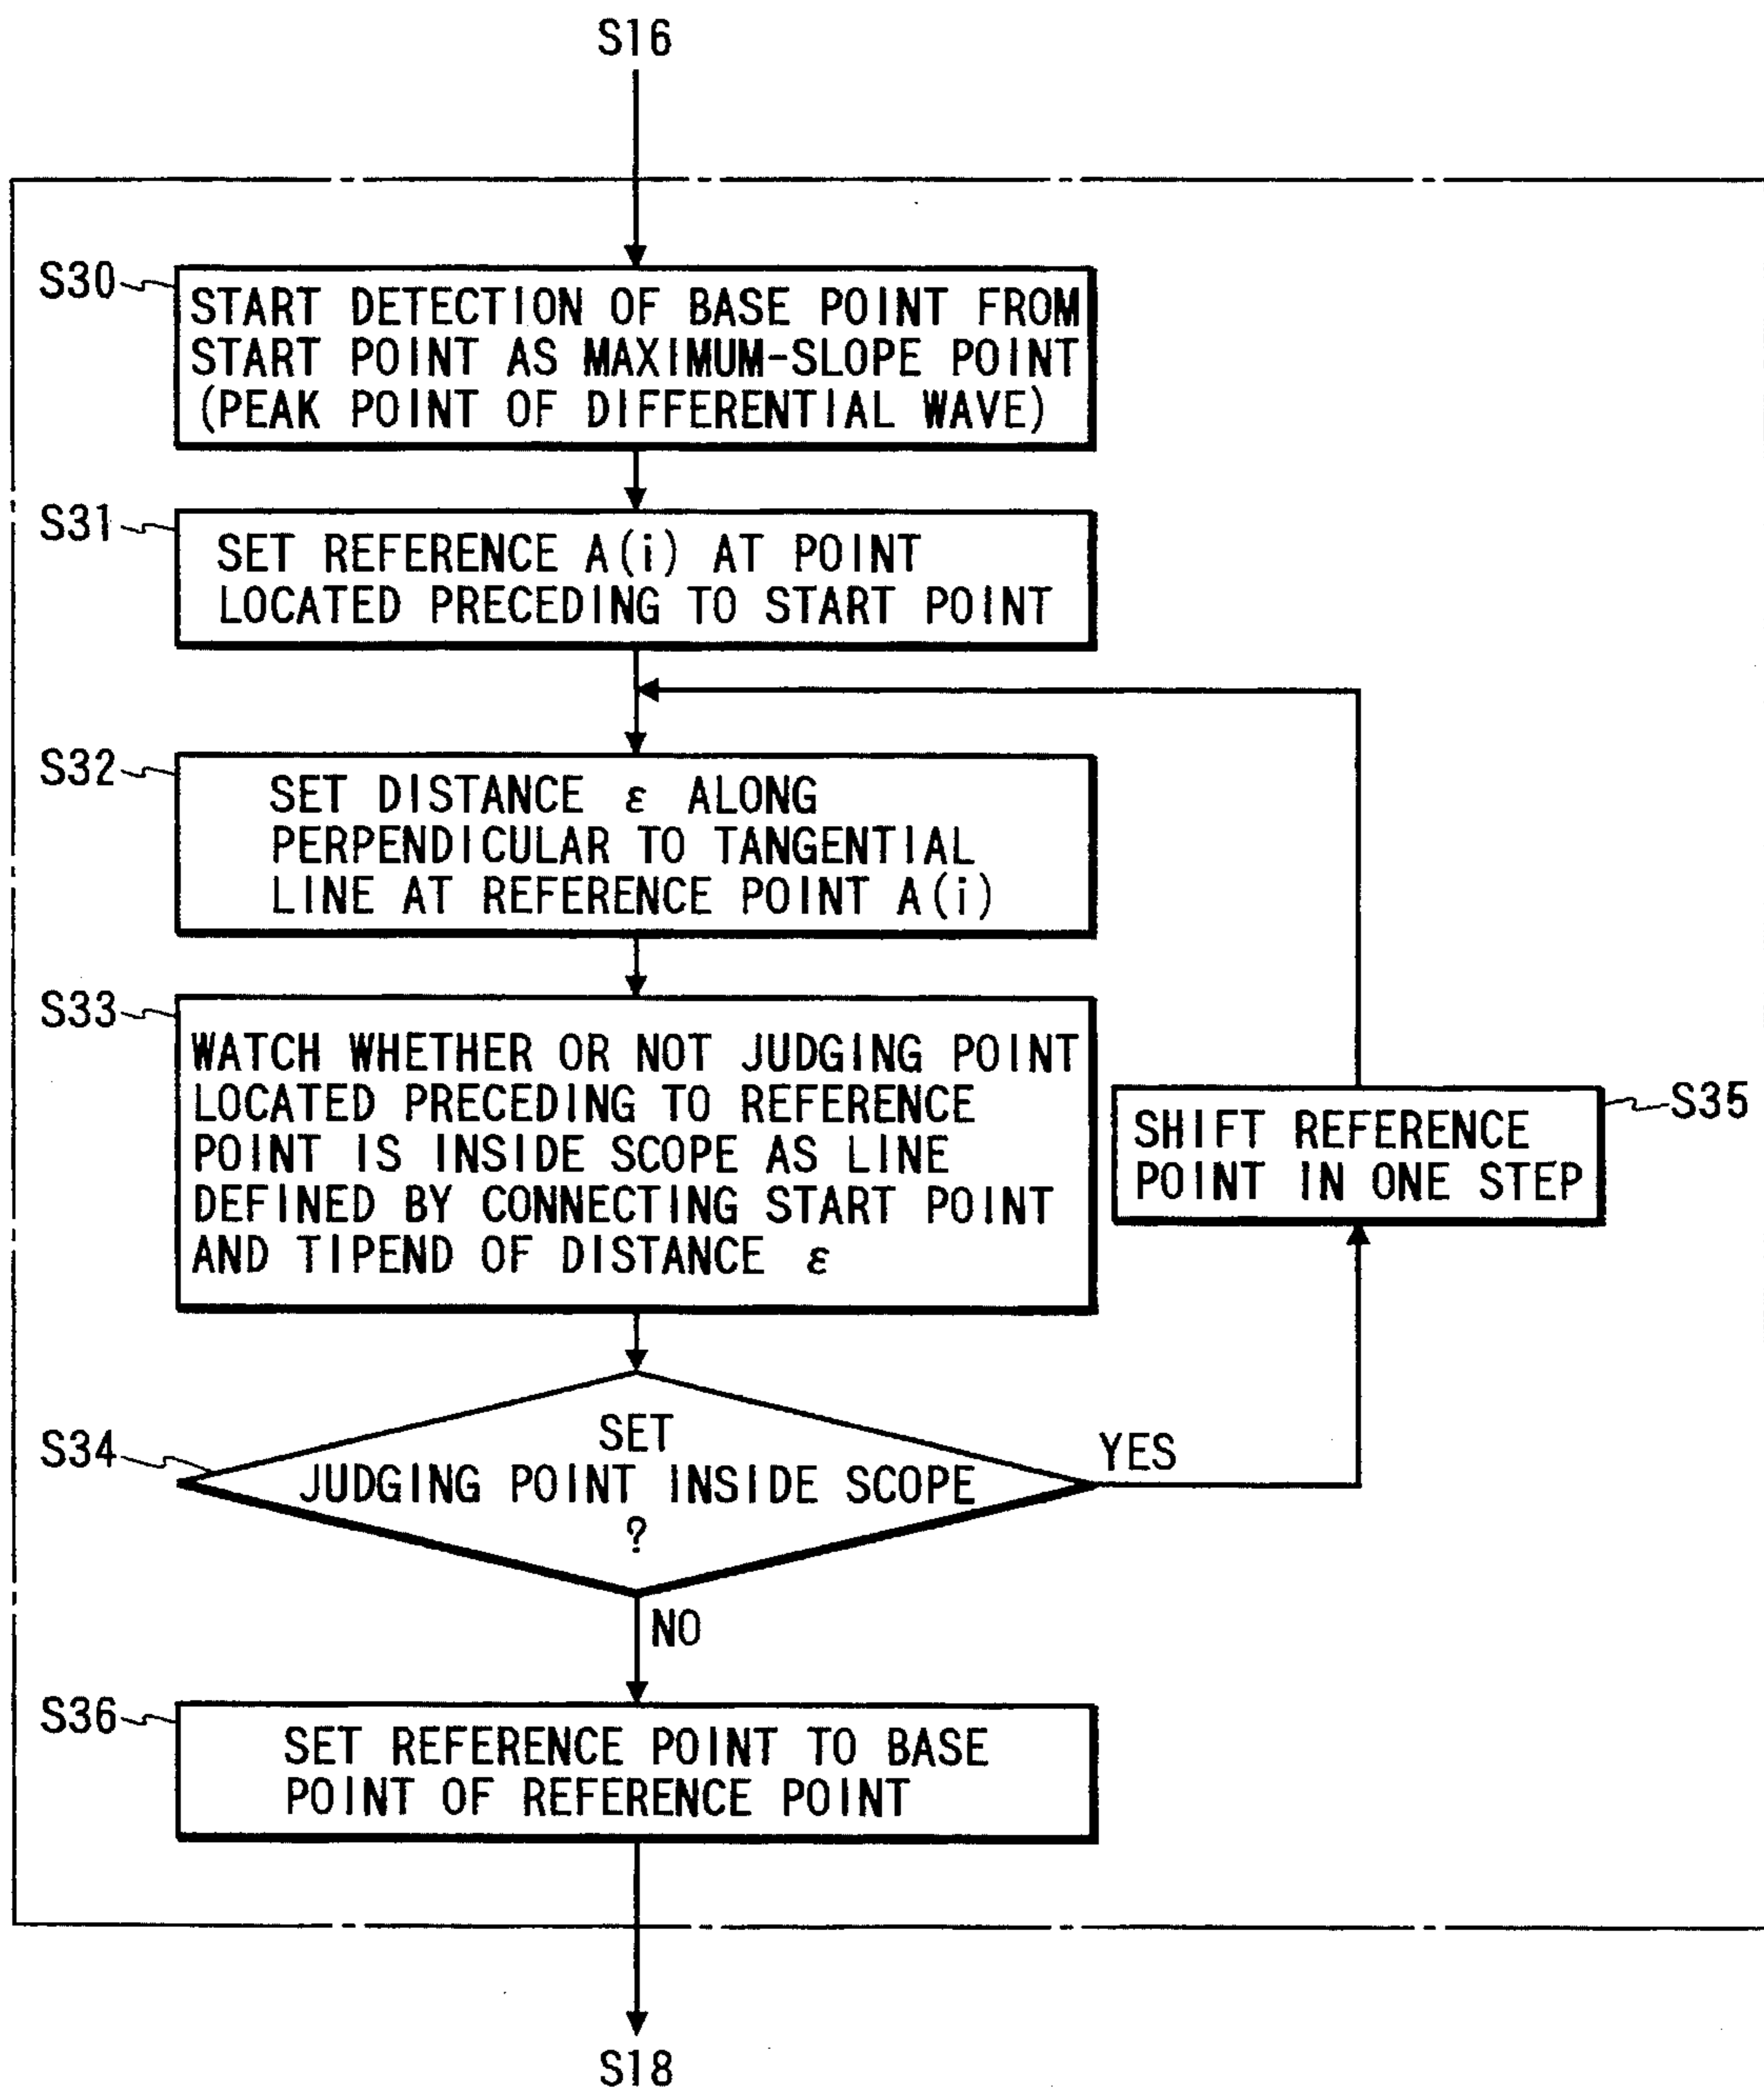 S16
S30
START DETECTION OF BASE POINT FROM
START POINT AS MAXIMUM-SLOPE POINT
(PEAK POINT OF DIFFERENTIAL WAVE)
S31
SET REFERENCE A(i) AT POINT
LOCATED PRECEDING TO START POINT
S32
SET DISTANCE ε ALONG
PERPENDICULAR TO TANGENTIAL
LINE AT REFERENCE POINT A(i)
S33
WATCH WHETHER OR NOT JUDGING POINT
LOCATED PRECEDING TO REFERENCE
POINT IS INSIDE SCOPE AS LINE
DEFINED BY CONNECTING START POINT
AND TIPEND OF DISTANCE ε
S35
SHIFT REFERENCE
POINT IN ONE STEP
S34
SET
JUDGING POINT INSIDE SCOPE
?
YES
NO
S36
SET REFERENCE POINT TO BASE
POINT OF REFERENCE POINT
S18